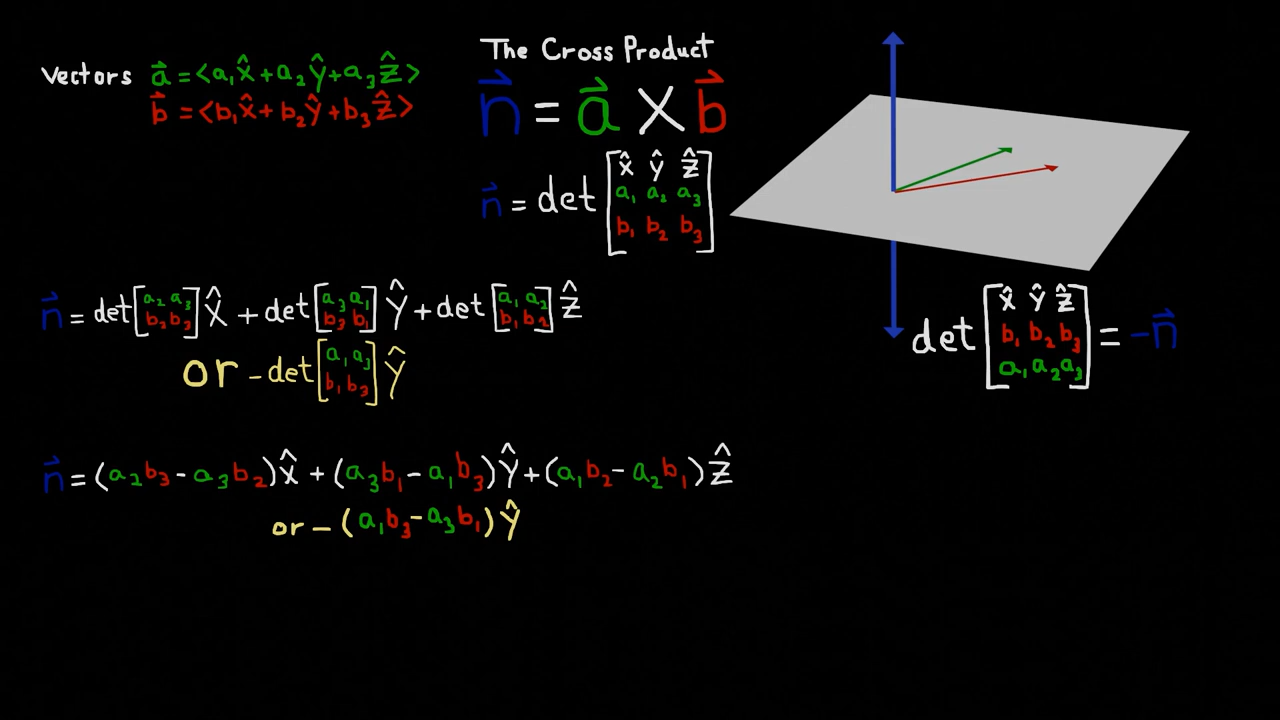 The Cross Product
Vectors a⃗ = <a₁x̂ + a₂ŷ + a₃ẑ>
b⃗ = <b₁x̂ + b₂ŷ + b₃ẑ>
n⃗ = a⃗ X b⃗
n⃗ = det [x̂ ŷ ẑ
a₁ a₂ a₃
b₁ b₂ b₃]
n⃗ = det [a₂ a₃ b₂ b₃] x̂ + det [a₃ a₁ b₃ b₁] ŷ + det [a₁ a₂ b₁ b₂] ẑ
or - det [a₁ a₃ b₁ b₃] ŷ
det [x̂ ŷ ẑ
b₁ b₂ b₃
a₁ a₂ a₃] = -n⃗
n⃗ = (a₂b₃ - a₃b₂)x̂ + (a₃b₁ - a₁b₃)ŷ + (a₁b₂ - a₂b₁)ẑ
or - (a₁b₃ - a₃b₁)ŷ